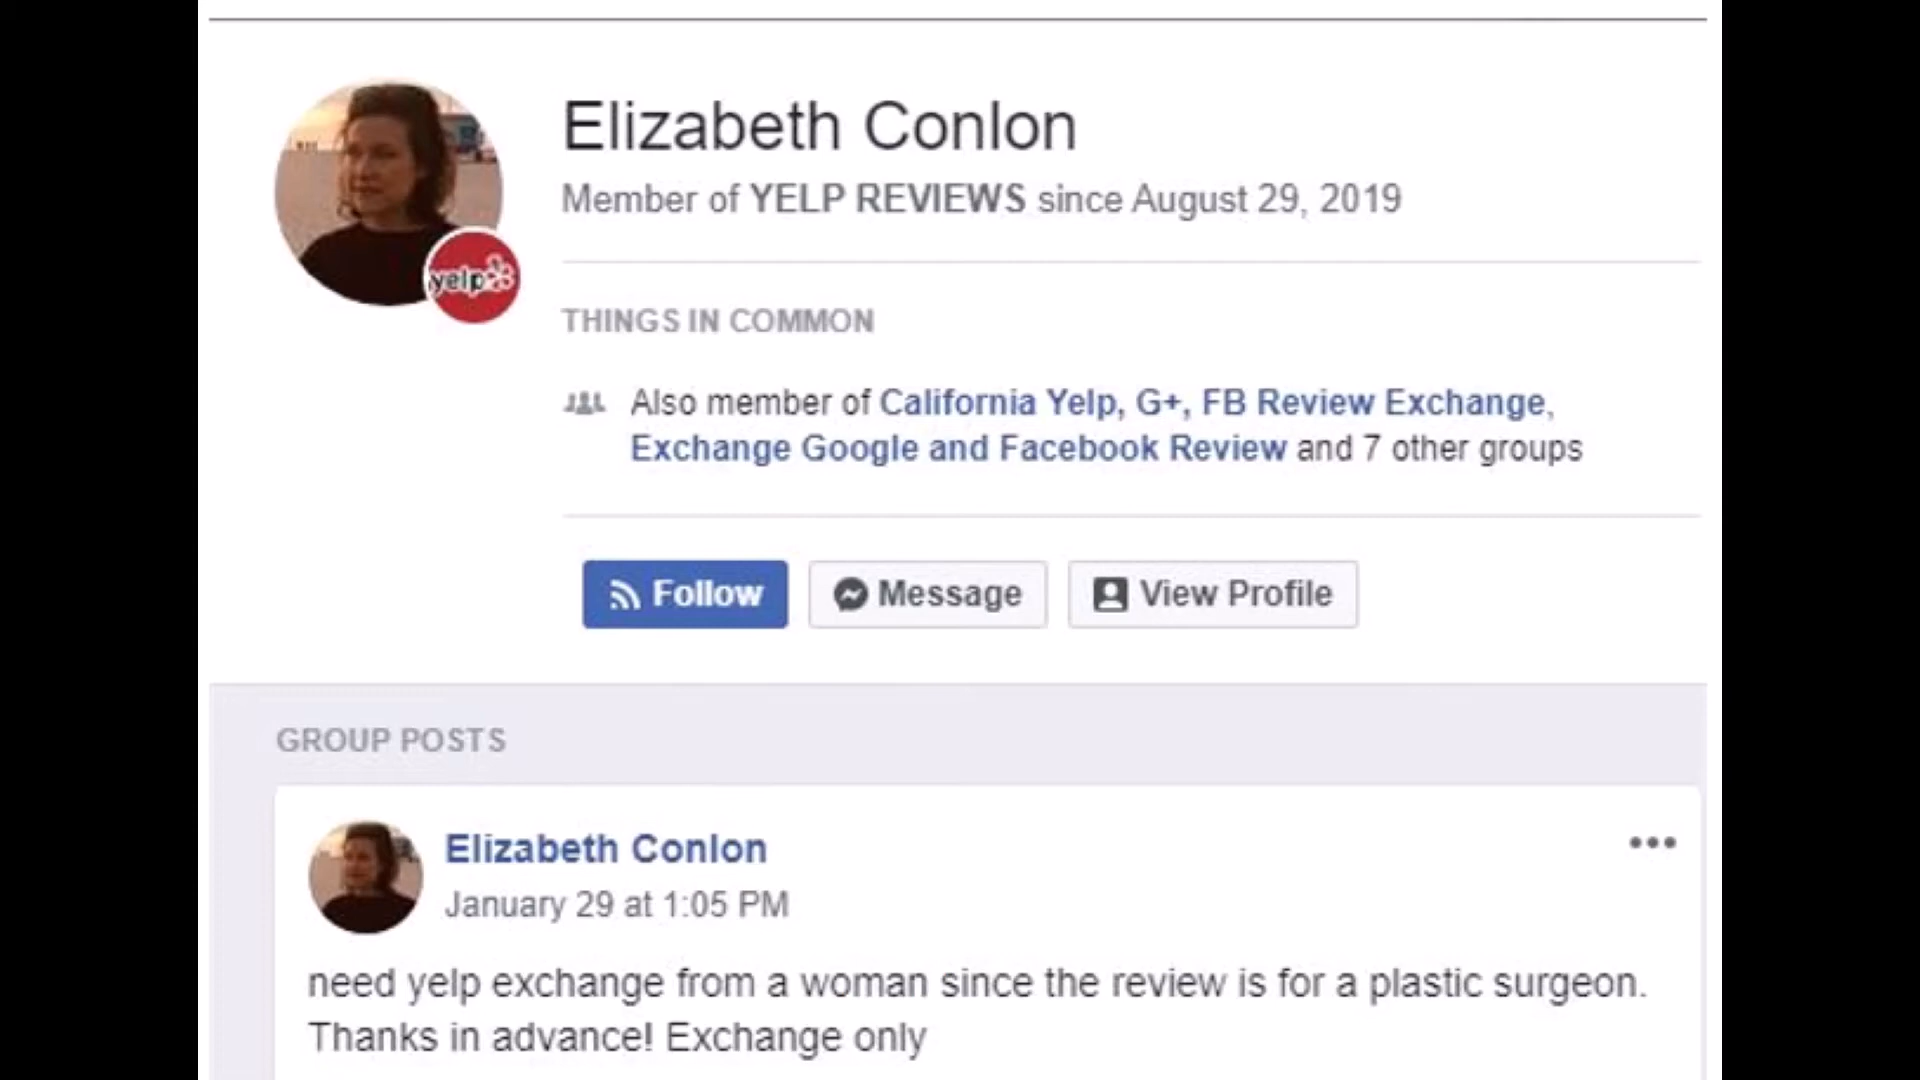 Elizabeth Conlon
Member of YELP REVIEWS since August 29, 2019
yelp
THINGS IN COMMON
Also member of California Yelp, G+, FB Review Exchange,
Exchange Google and Facebook Review and 7 other groups
Follow
Message
View Profile
GROUP POSTS
Elizabeth Conlon
January 29 at 1:05 PM
need yelp exchange from a woman since the review is for a plastic surgeon.
Thanks in advance! Exchange only